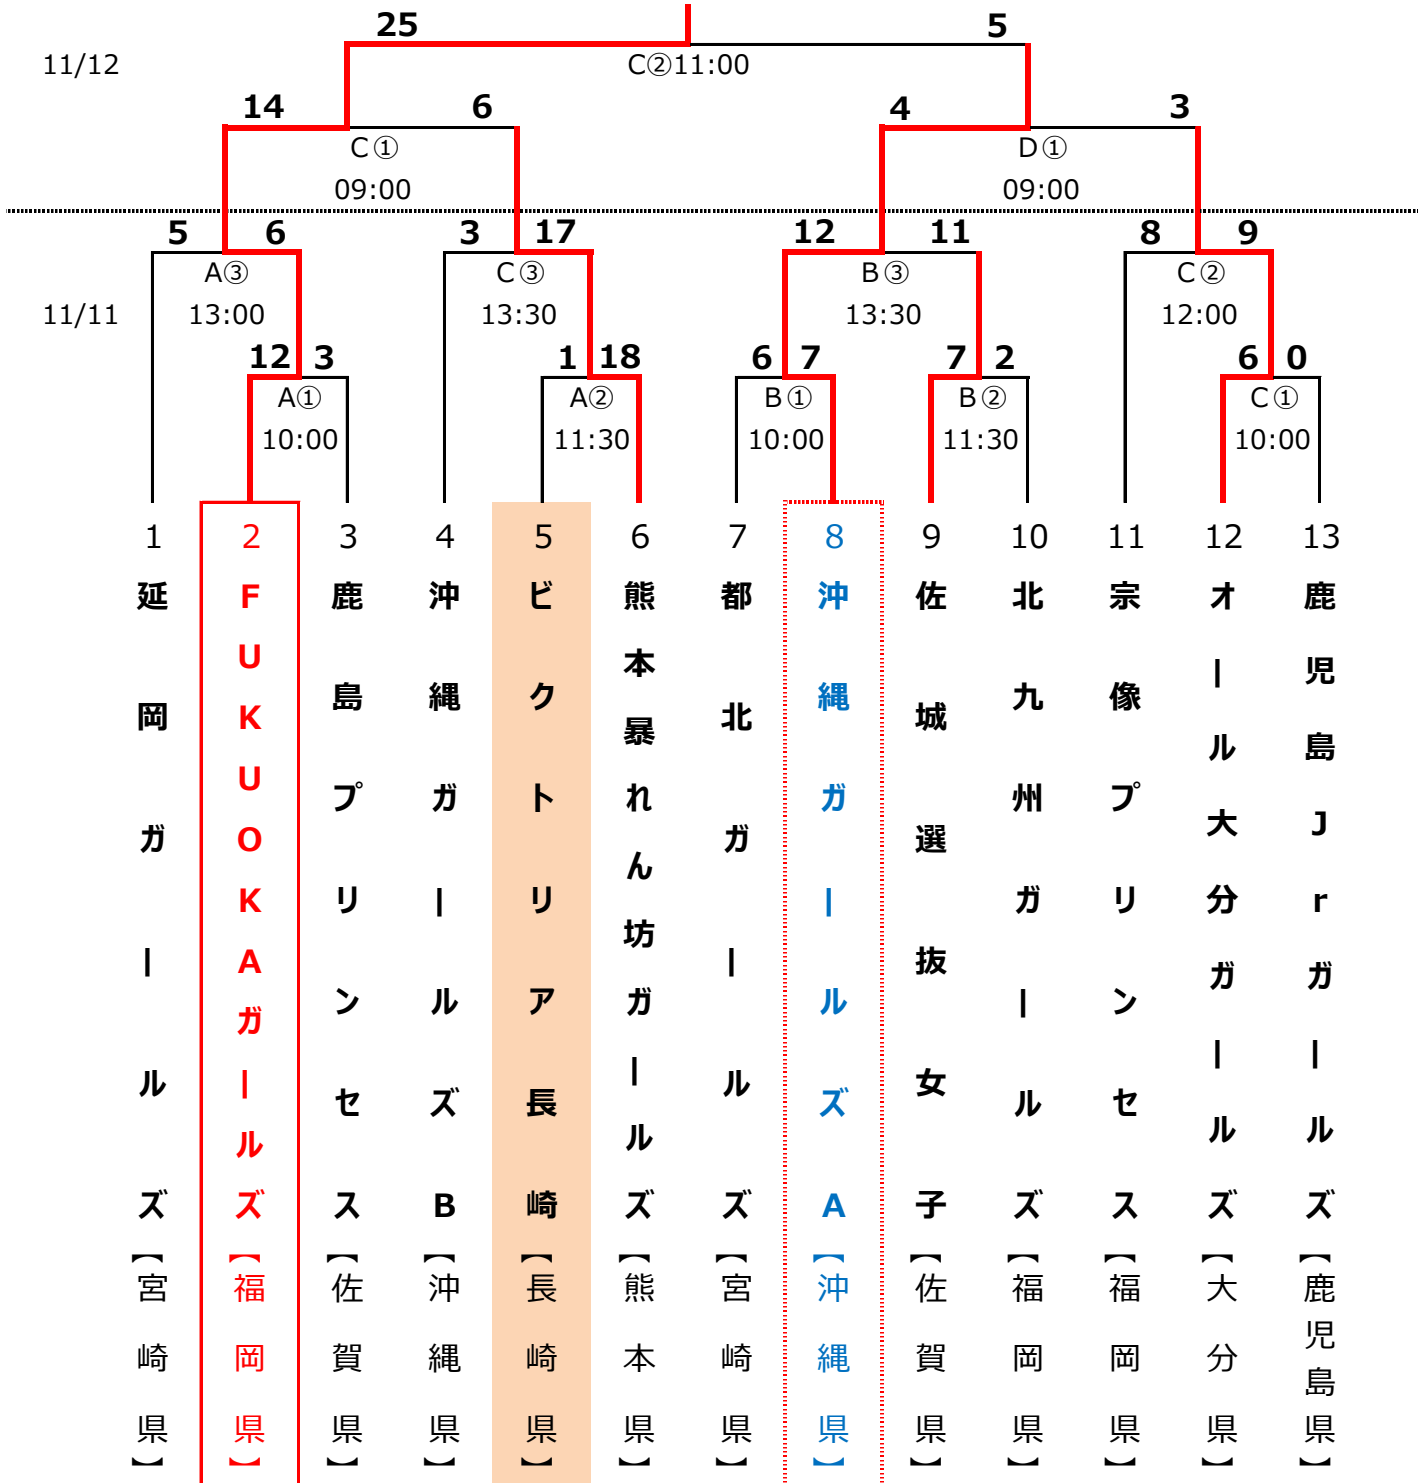 25 5
11/12 C②11:00
14 6 4 3
C① D①
09:00 09:00
5 6 3 17 12 11 8 9
A③ C③ B③ C②
11/11 13:00 13:30 13:30 12:00
12 3 1 18 6 7 7 2 6 0
A① A② B① B② C①
10:00 11:30 10:00 11:30 10:00
1 延岡ガールズ【宮崎県】
2 FUKUOKAガールズ【福岡県】
3 鹿島プリンセス【佐賀県】
4 沖縄ガールズB【沖縄県】
5 ビクトリア長崎【長崎県】
6 熊本暴れん坊ガールズ【熊本県】
7 都北ガールズ【宮崎県】
8 沖縄ガールズA【沖縄県】
9 佐城選抜女子【佐賀県】
10 北九州ガールズ【福岡県】
11 宗像プリンセス【福岡県】
12 オール大分ガールズ【大分県】
13 鹿児島Jrガールズ【鹿児島県】